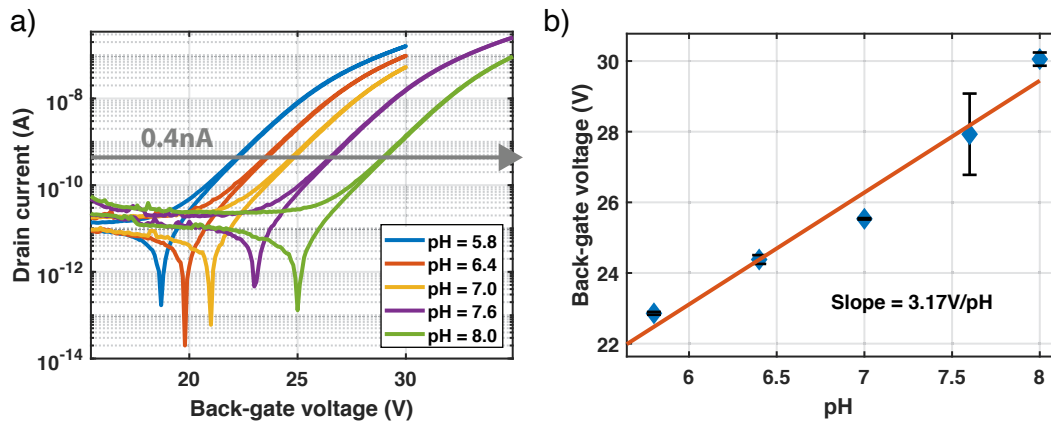 a)
Drain current (A)
10^-8
10^-10
10^-12
10^-14
0.4nA
pH = 5.8
pH = 6.4
pH = 7.0
pH = 7.6
pH = 8.0
20 25 30
Back-gate voltage (V)
b)
Back-gate voltage (V)
30
28
26
24
22
Slope = 3.17V/pH
6 6.5 7 7.5 8
pH